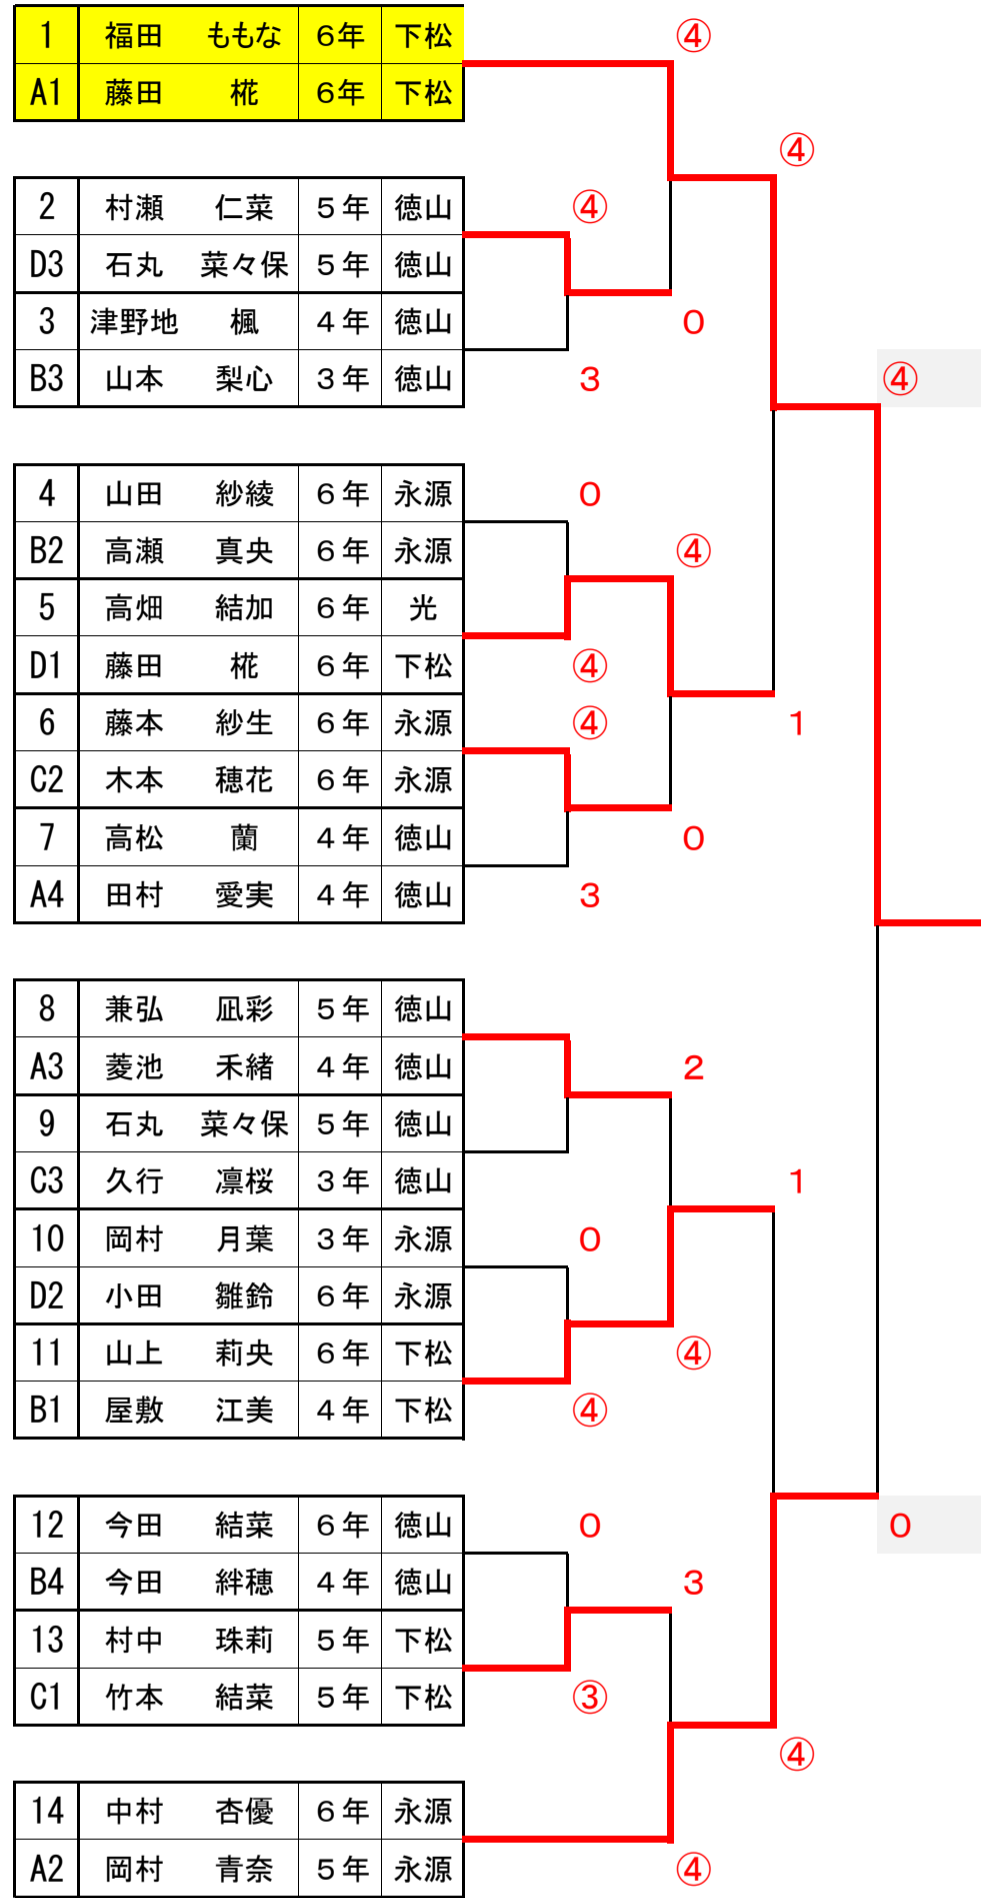 1 福田 ももな 6年 下松 ④
A1 藤田 椛 6年 下松
④
2 村瀬 仁菜 5年 徳山 ④
D3 石丸 菜々保 5年 徳山
3 津野地 楓 4年 徳山 0
B3 山本 梨心 3年 徳山 3 ④
4 山田 紗綾 6年 永源 0
B2 高瀬 真央 6年 永源 ④
5 高畑 結加 6年 光
D1 藤田 椛 6年 下松 ④
6 藤本 紗生 6年 永源 ④ 1
C2 木本 穂花 6年 永源
7 高松 蘭 4年 徳山 0
A4 田村 愛実 4年 徳山 3
8 兼弘 凪彩 5年 徳山
A3 菱池 禾緒 4年 徳山 2
9 石丸 菜々保 5年 徳山
C3 久行 凛桜 3年 徳山 1
10 岡村 月葉 3年 永源 0
D2 小田 雛鈴 6年 永源
11 山上 莉央 6年 下松 ④
B1 屋敷 江美 4年 下松 ④
12 今田 結菜 6年 徳山 0 0
B4 今田 絆穂 4年 徳山 3
13 村中 珠莉 5年 下松
C1 竹本 結菜 5年 下松 ③
④
14 中村 杏優 6年 永源
A2 岡村 青奈 5年 永源 ④